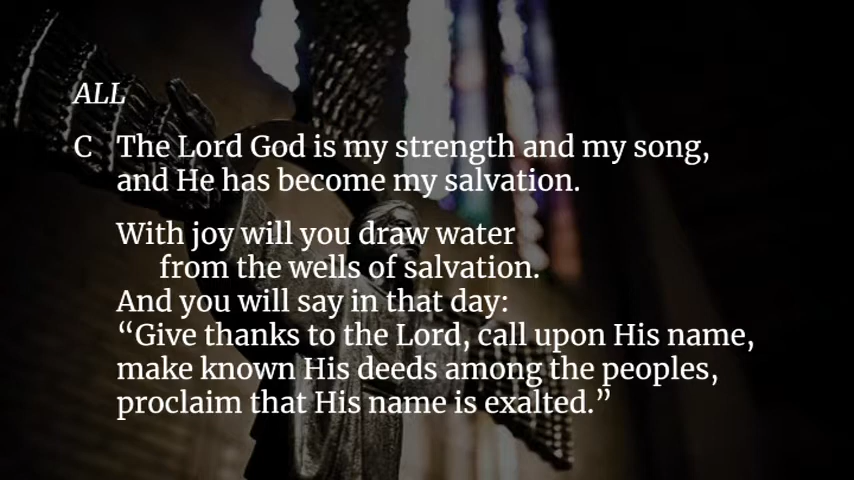 ALL
C The Lord God is my strength and my song,
and He has become my salvation.
With joy will you draw water
from the wells of salvation.
And you will say in that day:
“Give thanks to the Lord, call upon His name,
make known His deeds among the peoples,
proclaim that His name is exalted.”